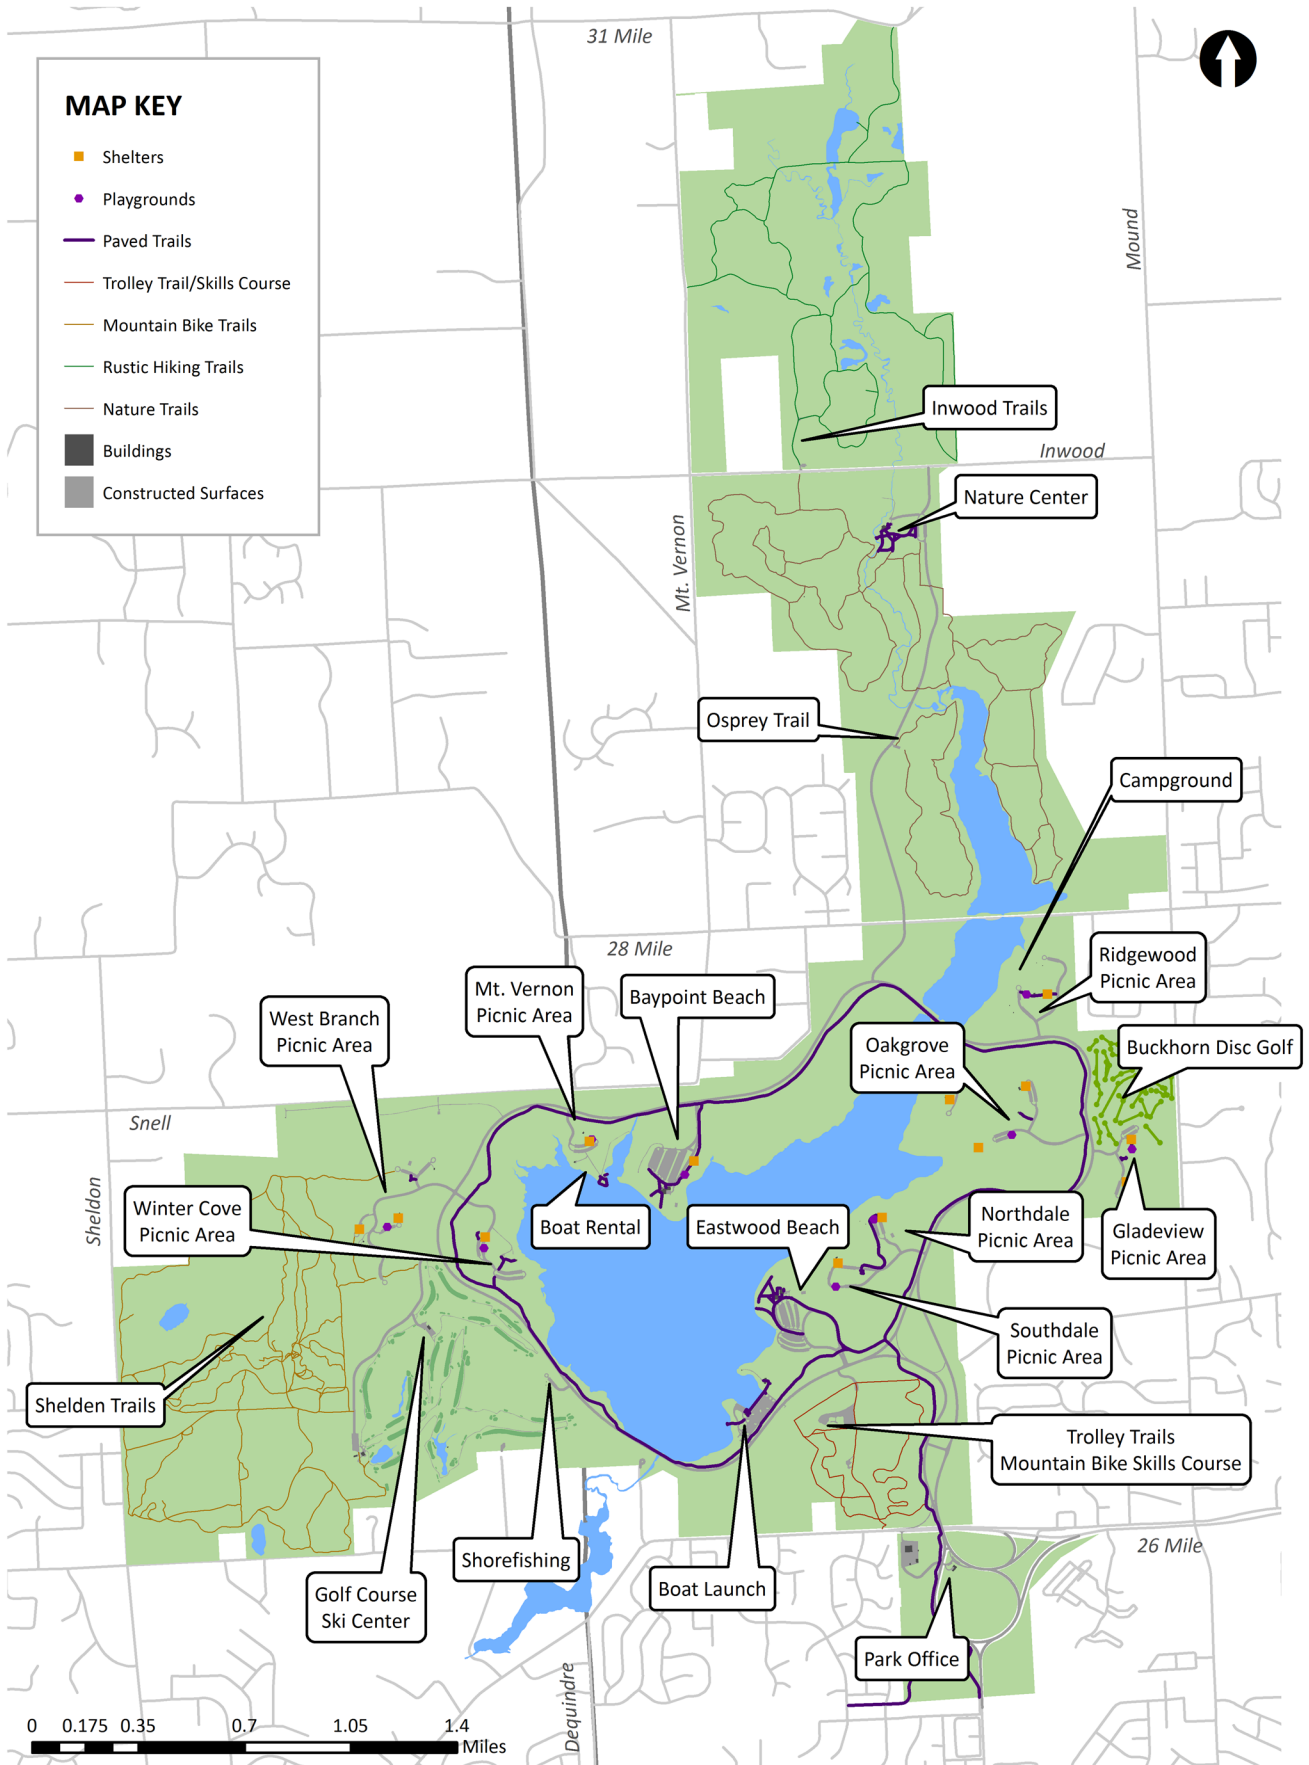 31 Mile
MAP KEY
Shelters
Playgrounds
Paved Trails
Trolley Trail/Skills Course
Mountain Bike Trails
Rustic Hiking Trails
Nature Trails
Buildings
Constructed Surfaces
Mound
Inwood Trails
Inwood
Nature Center
Mt. Vernon
Osprey Trail
Campground
28 Mile
Ridgewood
Picnic Area
Mt. Vernon
Picnic Area
Baypoint Beach
West Branch
Picnic Area
Oakgrove
Picnic Area
Buckhorn Disc Golf
Snell
Sheldon
Winter Cove
Picnic Area
Boat Rental
Eastwood Beach
Northdale
Picnic Area
Gladeview
Picnic Area
Southdale
Picnic Area
Shelden Trails
Trolley Trails
Mountain Bike Skills Course
26 Mile
Shorefishing
Golf Course
Ski Center
Boat Launch
Park Office
Dequindre
0 0.175 0.35 0.7 1.05 1.4
Miles